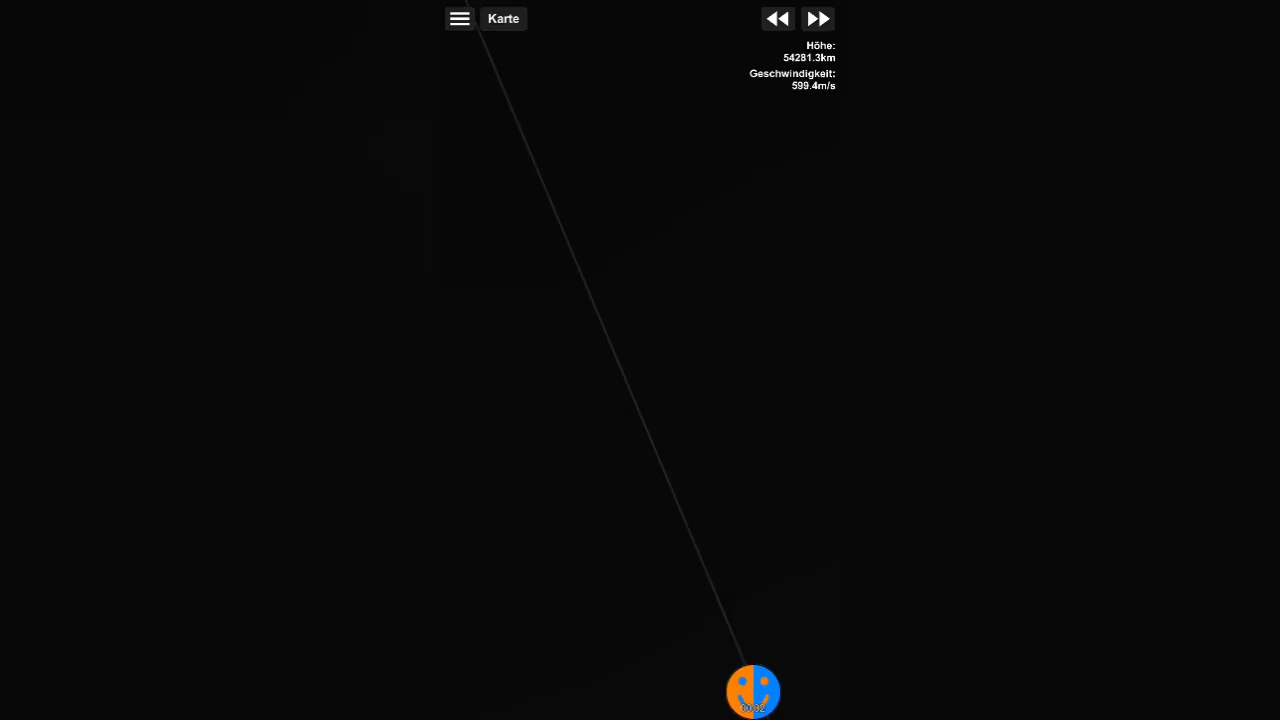 Karte
Höhe:
54281.3km
Geschwindigkeit:
599.4m/s